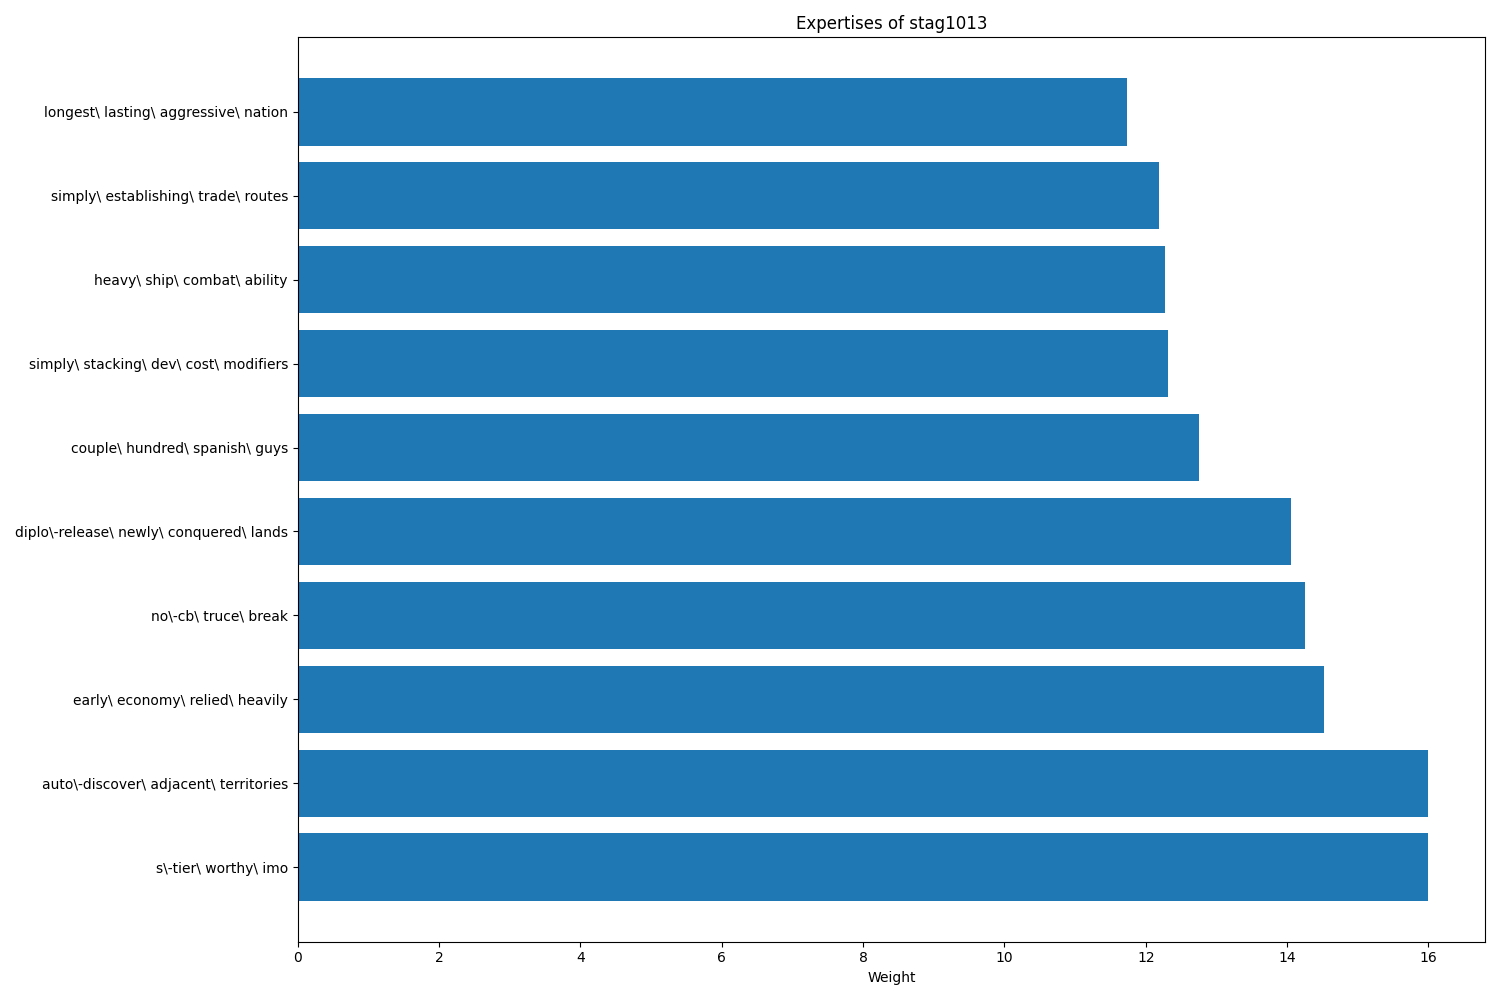 Expertises of stag1013
longest\ lasting\ aggressive\ nation
simply\ establishing\ trade\ routes
heavy\ ship\ combat\ ability
simply\ stacking\ dev\ cost\ modifiers
couple\ hundred\ spanish\ guys
diplo\-release\ newly\ conquered\ lands
no\-cb\ truce\ break
early\ economy\ relied\ heavily
auto\-discover\ adjacent\ territories
s\-tier\ worthy\ imo
0 2 4 6 8 10 12 14 16
Weight